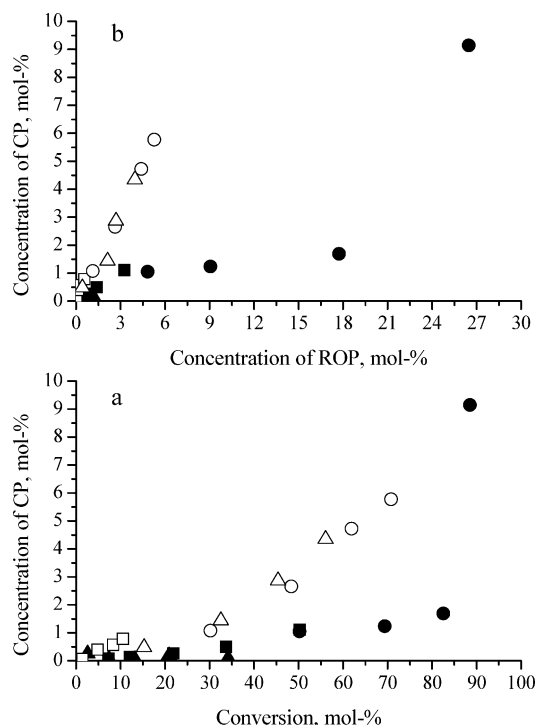 b
10
9
8
7
6
5
4
3
2
1
0
Concentration of CP, mol-%
0 3 6 9 12 15 18 21 24 27 30
Concentration of ROP, mol-%
a
10
9
8
7
6
5
4
3
2
1
0
Concentration of CP, mol-%
0 10 20 30 40 50 60 70 80 90 100
Conversion, mol-%